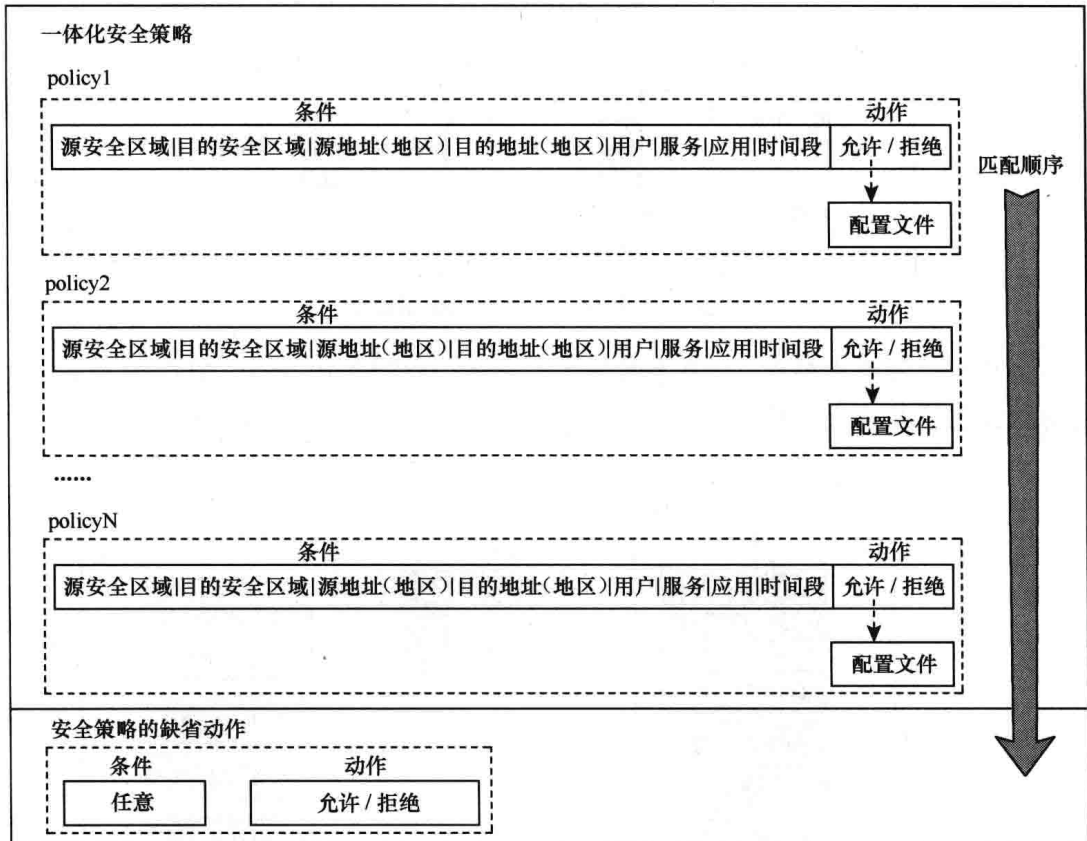 一体化安全策略
policy1
条件 动作
源安全区域|目的安全区域|源地址(地区)|目的地址(地区)|用户|服务|应用|时间段 允许 / 拒绝
匹配顺序
配置文件
policy2
条件 动作
源安全区域|目的安全区域|源地址(地区)|目的地址(地区)|用户|服务|应用|时间段 允许 / 拒绝
配置文件
......
policyN
条件 动作
源安全区域|目的安全区域|源地址(地区)|目的地址(地区)|用户|服务|应用|时间段 允许 / 拒绝
配置文件
安全策略的缺省动作
条件 动作
任意 允许 / 拒绝